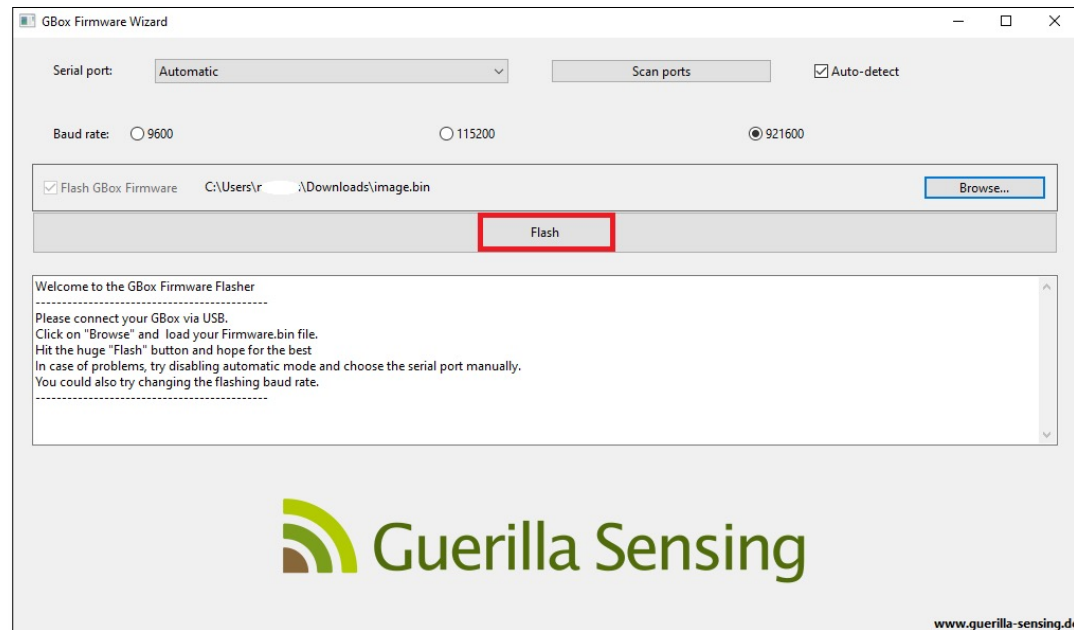 GBox Firmware Wizard
Serial port: Automatic Scan ports Auto-detect
Baud rate: 9600 115200 921600
Flash GBox Firmware C:\Users\r :\Downloads\image.bin Browse...
Flash
Welcome to the GBox Firmware Flasher
--------------------------------------------
Please connect your GBox via USB.
Click on "Browse" and  load your Firmware.bin file.
Hit the huge "Flash" button and hope for the best
In case of problems, try disabling automatic mode and choose the serial port manually.
You could also try changing the flashing baud rate.
--------------------------------------------
Guerilla Sensing
www.guerilla-sensing.de